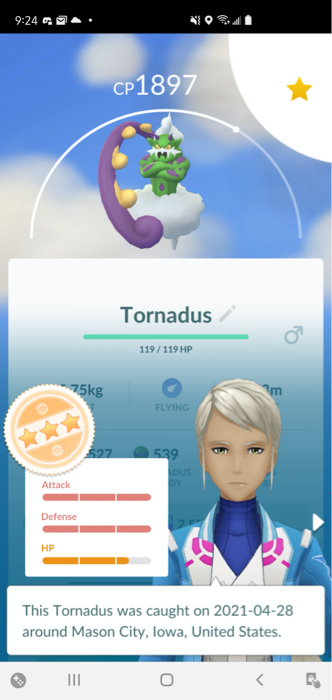 9:24
CP1897
Tornadus
119 / 119 HP
75kg
FLYING
527
539
Attack
Defense
HP
This Tornadus was caught on 2021-04-28
around Mason City, Iowa, United States.